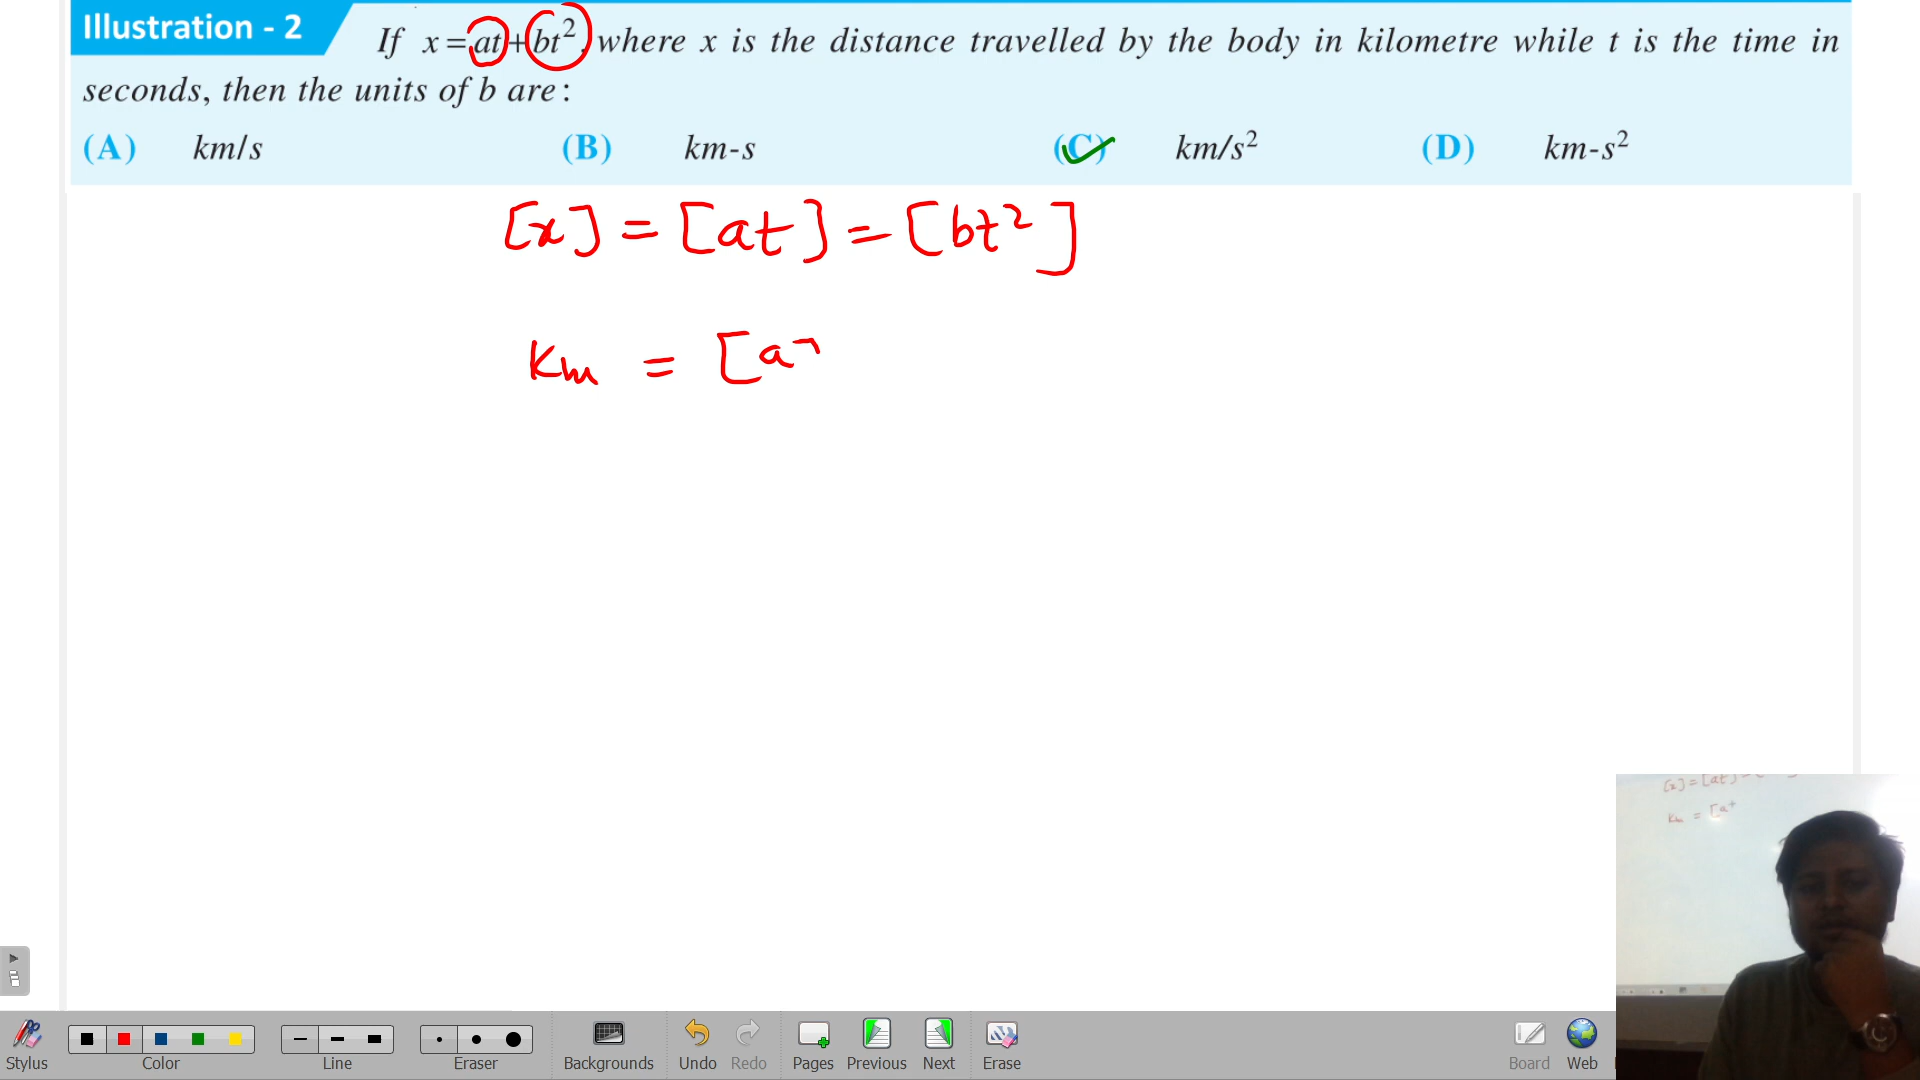 Illustration - 2 If x = at + bt², where x is the distance travelled by the body in kilometre while t is the time in
seconds, then the units of b are :
(A) km/s (B) km-s (C) km/s² (D) km-s²
[x] = [at] = [bt²]
Km = [a
[x] = [at] =
Km = [a+
Stylus Color Line Eraser Backgrounds Undo Redo Pages Previous Next Erase Board Web